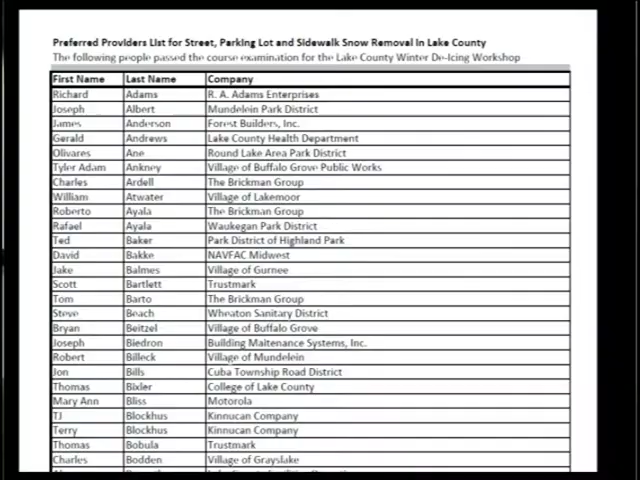 Preferred Providers List for Street, Parking Lot and Sidewalk Snow Removal in Lake County
The following people passed the course examination for the Lake County Winter De-Icing Workshop
First Name Last Name Company
Richard Adams R. A. Adams Enterprises
Joseph Albert Mundelein Park District
James Anderson Forest Builders, Inc.
Gerald Andrews Lake County Health Department
Olivares Ane Round Lake Area Park District
Tyler Adam Ankney Village of Buffalo Grove Public Works
Charles Ardell The Brickman Group
William Atwater Village of Lakemoor
Roberto Ayala The Brickman Group
Rafael Ayala Waukegan Park District
Ted Baker Park District of Highland Park
David Bakke NAVFAC Midwest
Jake Balmes Village of Gurnee
Scott Bartlett Trustmark
Tom Barto The Brickman Group
Steve Beach Wheaton Sanitary District
Bryan Beitzel Village of Buffalo Grove
Joseph Biedron Building Maitenance Systems, Inc.
Robert Billeck Village of Mundelein
Jon Bills Cuba Township Road District
Thomas Bixler College of Lake County
Mary Ann Bliss Motorola
TJ Blockhus Kinnucan Company
Terry Blockhus Kinnucan Company
Thomas Bobula Trustmark
Charles Bodden Village of Grayslake